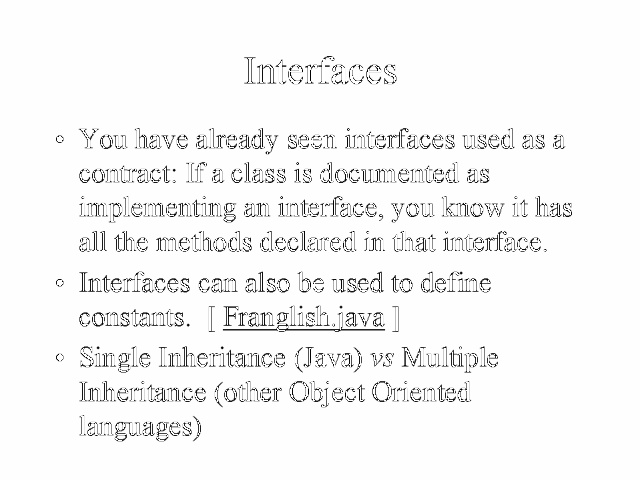 Interfaces
• You have already seen interfaces used as a
contract: If a class is documented as
implementing an interface, you know it has
all the methods declared in that interface.
• Interfaces can also be used to define
constants. [ Franglish.java ]
• Single Inheritance (Java) vs Multiple
Inheritance (other Object Oriented
languages)